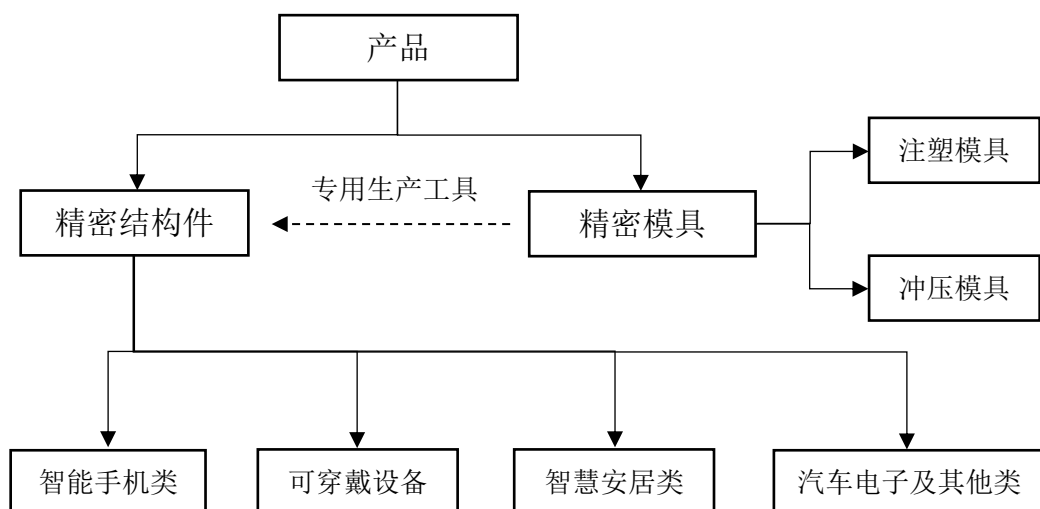 产品
注塑模具
专用生产工具
精密结构件
精密模具
冲压模具
智能手机类
可穿戴设备
智慧安居类
汽车电子及其他类